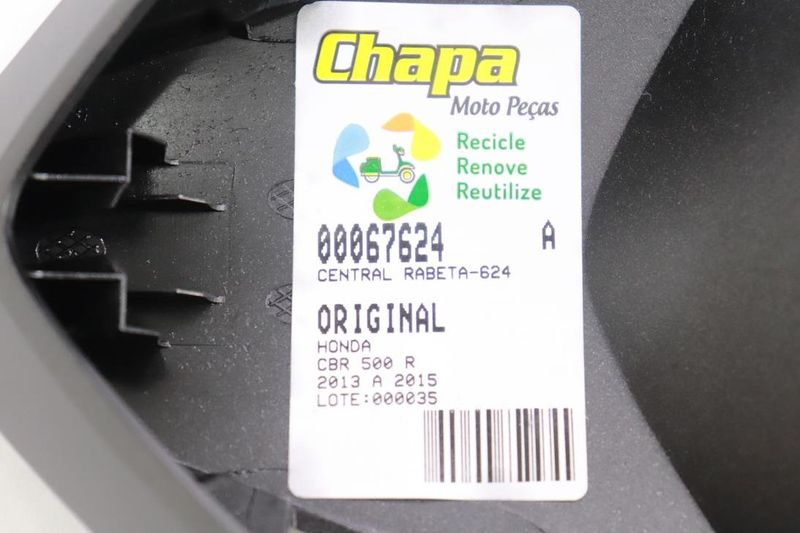 Chapa
Moto Peças
Recicle
Renove
Reutilize
00067624 A
CENTRAL RABETA-624
ORIGINAL
HONDA
CBR 500 R
2013 A 2015
LOTE:000035